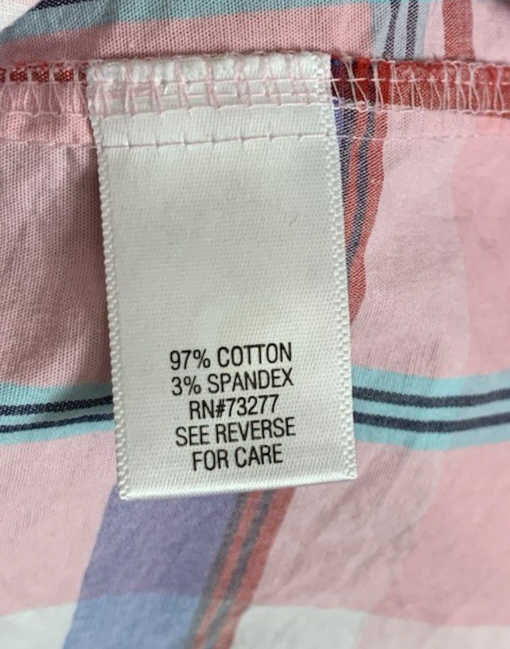 97% COTTON
3% SPANDEX
RN#73277
SEE REVERSE
FOR CARE